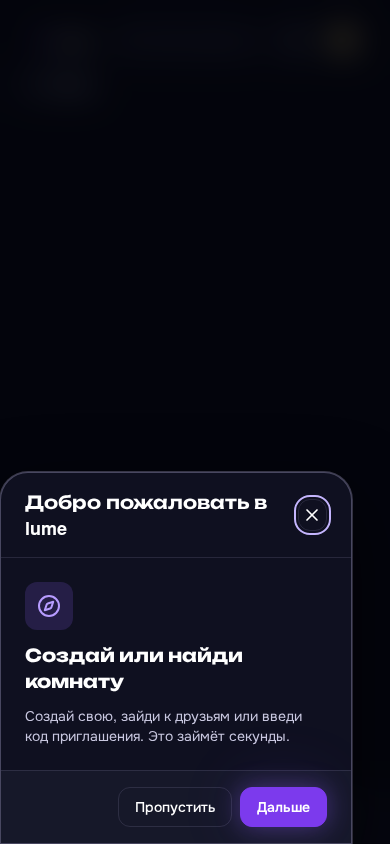 Добро пожаловать в
lume
Создай или найди
комнату
Создай свою, зайди к друзьям или введи
код приглашения. Это займёт секунды.
Пропустить
Дальше